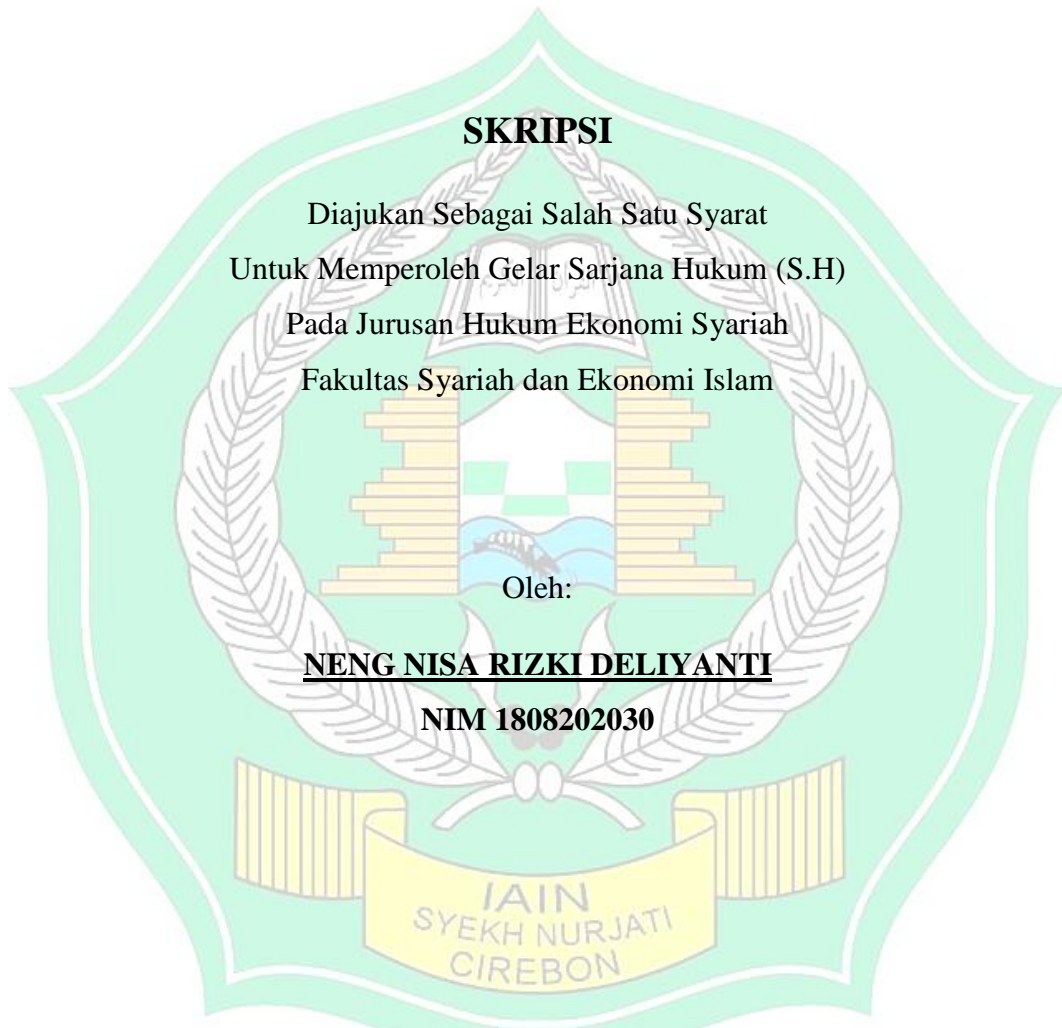 SKRIPSI
Diajukan Sebagai Salah Satu Syarat
Untuk Memperoleh Gelar Sarjana Hukum (S.H)
Pada Jurusan Hukum Ekonomi Syariah
Fakultas Syariah dan Ekonomi Islam
Oleh:
NENG NISA RIZKI DELIYANTI
NIM 1808202030
IAIN
SYEKH NURJATI
CIREBON